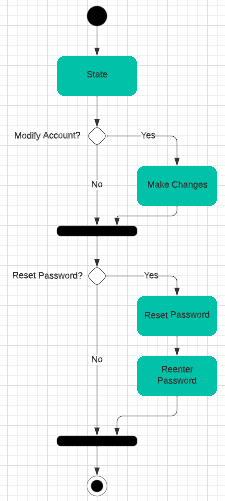 State
Modify Account?
Yes
No
Make Changes
Reset Password?
Yes
Reset Password
No
Reenter
Password